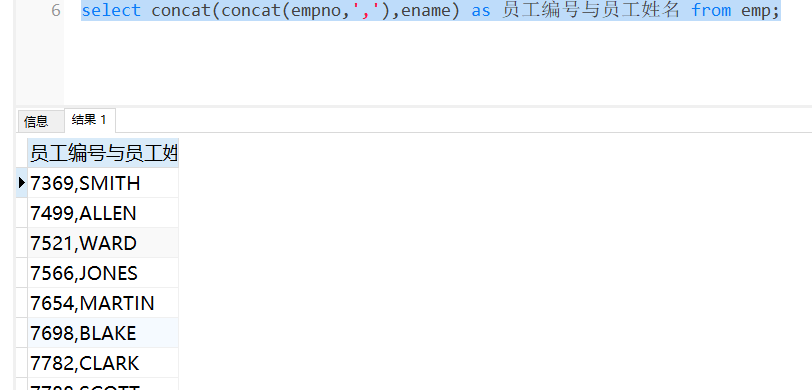 6 select concat(concat(empno,','),ename) as 员工编号与员工姓名 from emp;
信息 结果 1
员工编号与员工姓
7369,SMITH
7499,ALLEN
7521,WARD
7566,JONES
7654,MARTIN
7698,BLAKE
7782,CLARK
7788,SCOTT